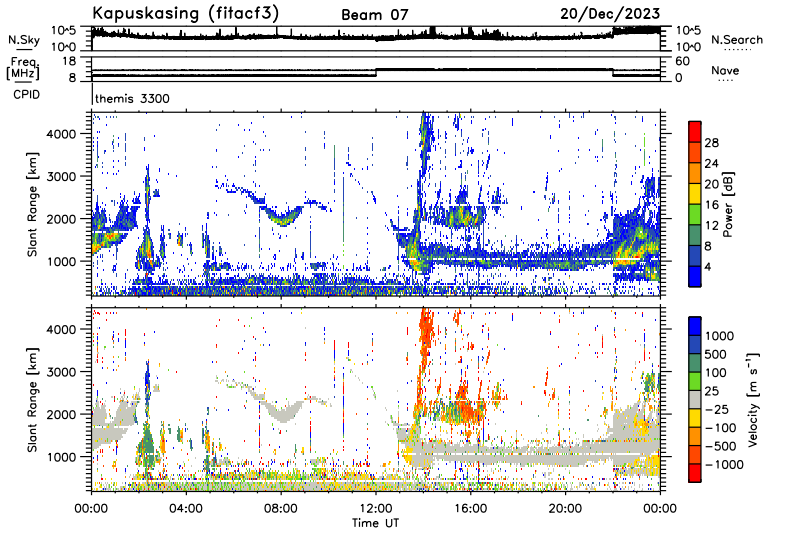 Kapuskasing (fitacf3) Beam 07 20/Dec/2023
N.Sky 10^5 10^0 10^5 10^0 N.Search
Freq. [MHz] 18 8 60 0 Nave
CPID themis 3300
Slant Range [km] 4000 3000 2000 1000
Power [dB] 28 24 20 16 12 8 4
Slant Range [km] 4000 3000 2000 1000
Velocity [m s⁻¹] 1000 500 100 25 −25 −100 −500 −1000
00:00 04:00 08:00 12:00 16:00 20:00 00:00
Time UT